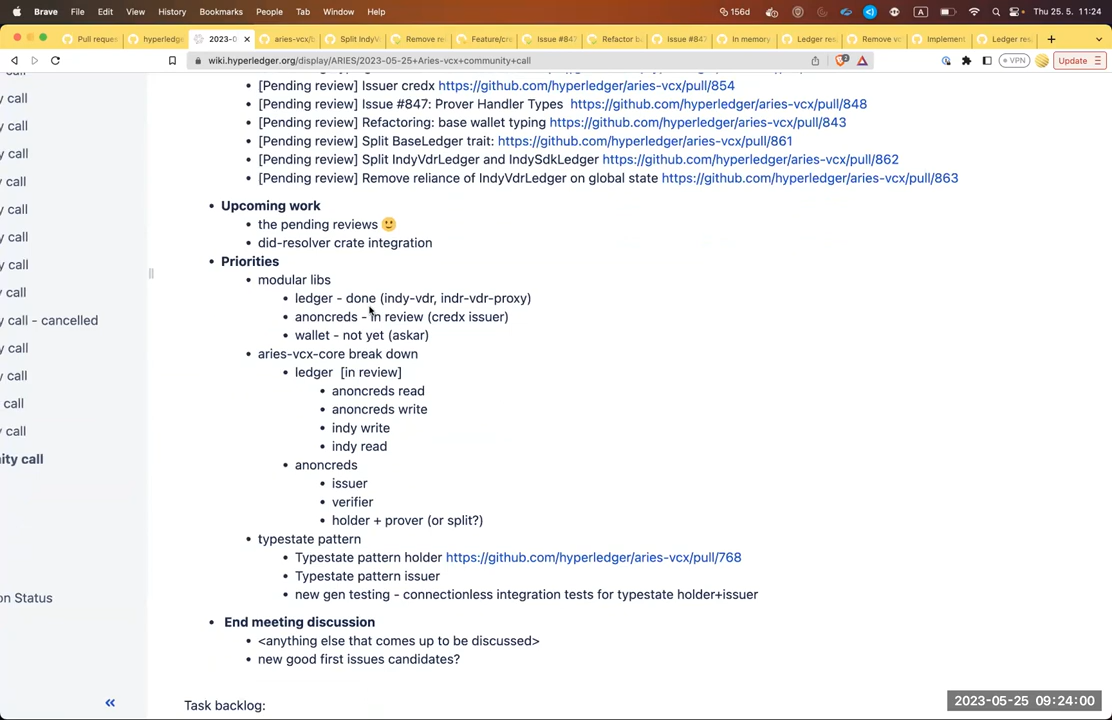 Brave File Edit View History Bookmarks People Tab Window Help 156d A Thu 25. 5. 11:24
Pull reques hyperledge 2023-0 aries-vcx/b Split IndyV Remove re Feature/cre Issue #847 Refactor b Issue #847 In memory Ledger res Remove vc Implement Ledger res
wiki.hyperledger.org/display/ARIES/2023-05-25+Aries-vcx+community+call VPN Update
[Pending review] Issuer credx https://github.com/hyperledger/aries-vcx/pull/854
[Pending review] Issue #847: Prover Handler Types https://github.com/hyperledger/aries-vcx/pull/848
[Pending review] Refactoring: base wallet typing https://github.com/hyperledger/aries-vcx/pull/843
[Pending review] Split BaseLedger trait: https://github.com/hyperledger/aries-vcx/pull/861
[Pending review] Split IndyVdrLedger and IndySdkLedger https://github.com/hyperledger/aries-vcx/pull/862
[Pending review] Remove reliance of IndyVdrLedger on global state https://github.com/hyperledger/aries-vcx/pull/863
Upcoming work
the pending reviews 🙂
did-resolver crate integration
Priorities
modular libs
ledger - done (indy-vdr, indr-vdr-proxy)
anoncreds - in review (credx issuer)
wallet - not yet (askar)
aries-vcx-core break down
ledger [in review]
anoncreds read
anoncreds write
indy write
indy read
anoncreds
issuer
verifier
holder + prover (or split?)
typestate pattern
Typestate pattern holder https://github.com/hyperledger/aries-vcx/pull/768
Typestate pattern issuer
new gen testing - connectionless integration tests for typestate holder+issuer
End meeting discussion
<anything else that comes up to be discussed>
new good first issues candidates?
Task backlog:
y call
y call
y call
y call
y call
y call
y call
y call
y call - cancelled
y call
y call
call
y call
ity call
on Status
«
2023-05-25 09:24:00